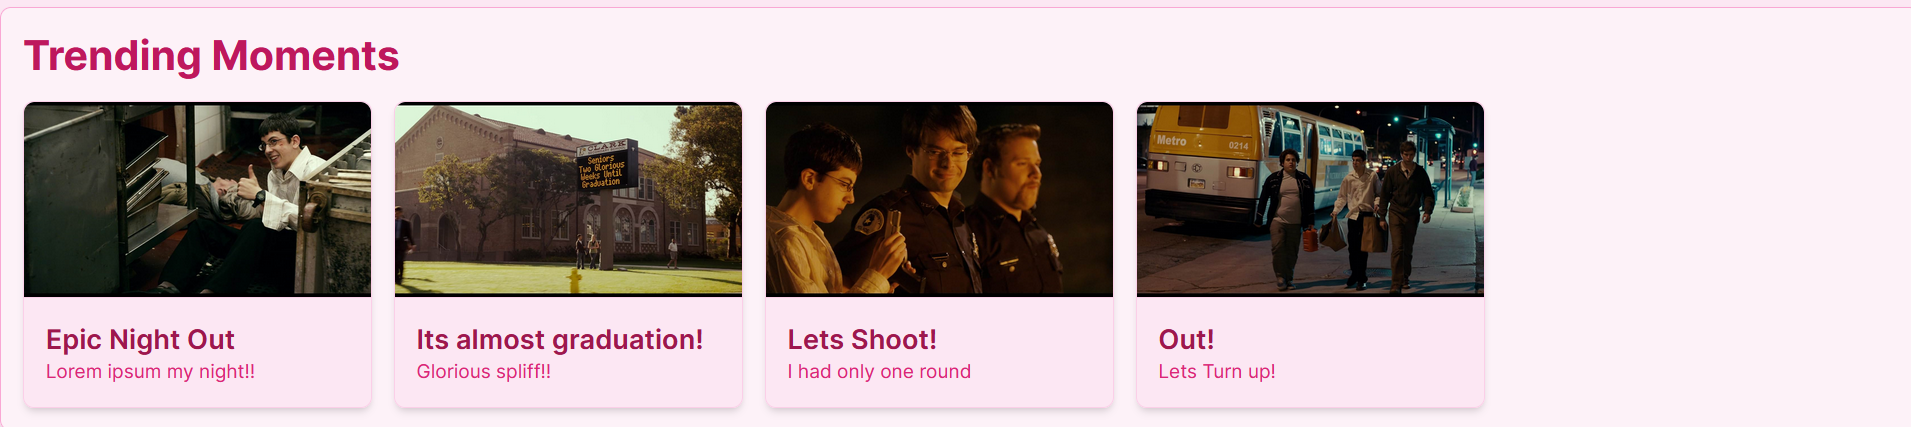 Trending Moments
CLARK
Seniors
Two Glorious
Weeks Until
Graduation
Metro
0214
Epic Night Out
Lorem ipsum my night!!
Its almost graduation!
Glorious spliff!!
Lets Shoot!
I had only one round
Out!
Lets Turn up!